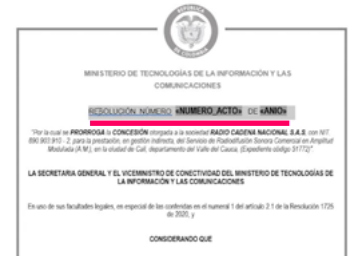 REPÚBLICA
DE COLOMBIA
MINISTERIO DE TECNOLOGÍAS DE LA INFORMACIÓN Y LAS
COMUNICACIONES
RESOLUCIÓN NÚMERO «NUMERO_ACTO» DE «ANIO»
"Por la cual se PRORROGA la CONCESIÓN otorgada a la sociedad RADIO CADENA NACIONAL S.A.S, con NIT.
890.903.910 - 2, para la prestación, en gestión indirecta, del Servicio de Radiodifusión Sonora Comercial en Amplitud
Modulada (A.M.), en la ciudad de Cali, departamento del Valle del Cauca, (Expediente código 51772)".
LA SECRETARIA GENERAL Y EL VICEMINISTRO DE CONECTIVIDAD DEL MINISTERIO DE TECNOLOGÍAS DE
LA INFORMACIÓN Y LAS COMUNICACIONES
En uso de sus facultades legales, en especial de las conferidas en el numeral 1 del artículo 2.1 de la Resolución 1725
de 2020, y
CONSIDERANDO QUE